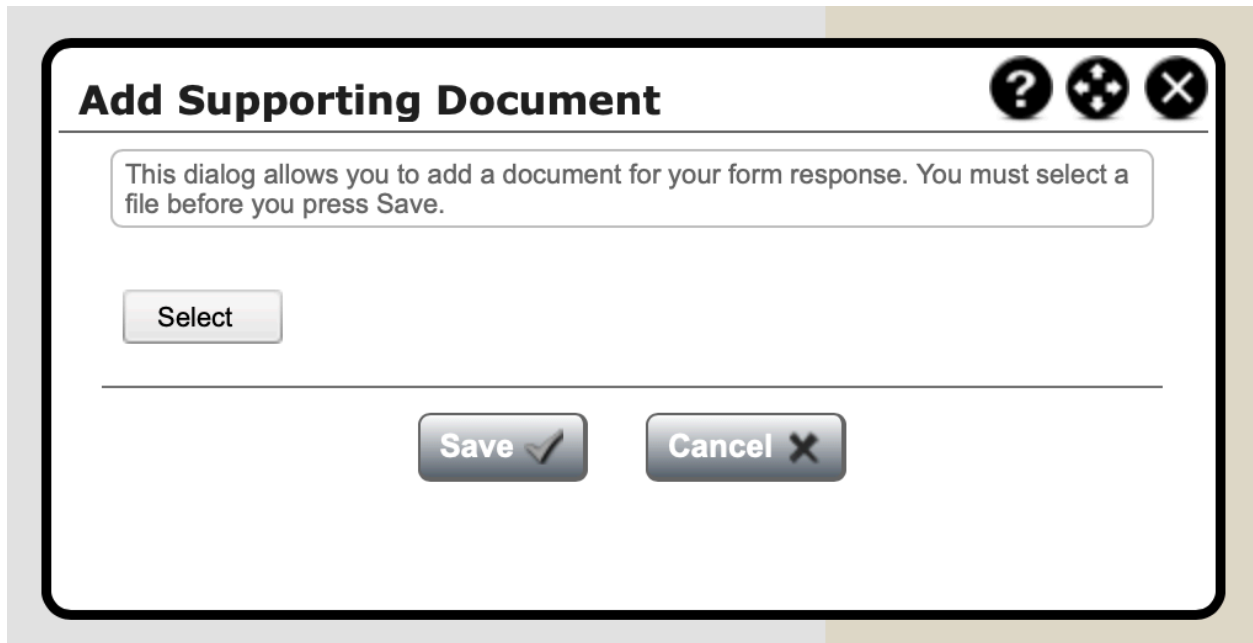 Add Supporting Document
This dialog allows you to add a document for your form response. You must select a
file before you press Save.
Select
Save
Cancel